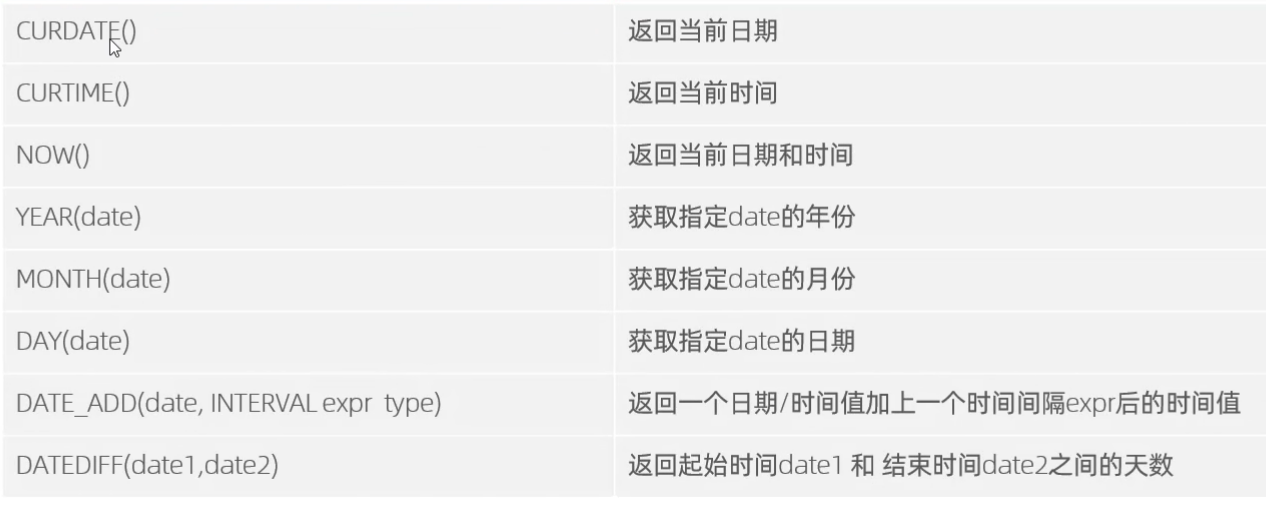 CURDATE() 返回当前日期
CURTIME() 返回当前时间
NOW() 返回当前日期和时间
YEAR(date) 获取指定date的年份
MONTH(date) 获取指定date的月份
DAY(date) 获取指定date的日期
DATE_ADD(date, INTERVAL expr type) 返回一个日期/时间值加上一个时间间隔expr后的时间值
DATEDIFF(date1,date2) 返回起始时间date1 和 结束时间date2之间的天数